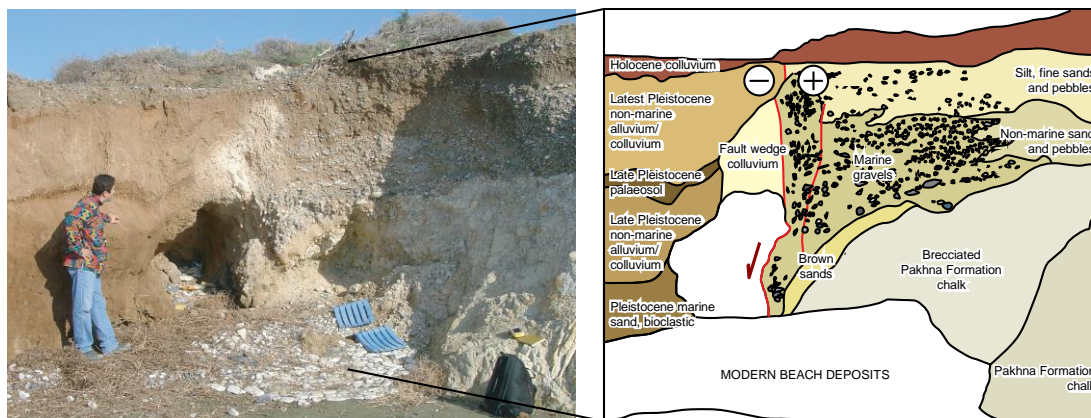 Holocene colluvium
−
+
Silt, fine sands
and pebbles
Latest Pleistocene
non-marine
alluvium/
colluvium
Non-marine sand
and pebbles
Fault wedge
colluvium
Marine
gravels
Late Pleistocene
palaeosol
Late Pleistocene
non-marine
alluvium/
colluvium
Brown
sands
Brecciated
Pakhna Formation
chalk
Pleistocene marine
sand, bioclastic
MODERN BEACH DEPOSITS
Pakhna Formation
chalk